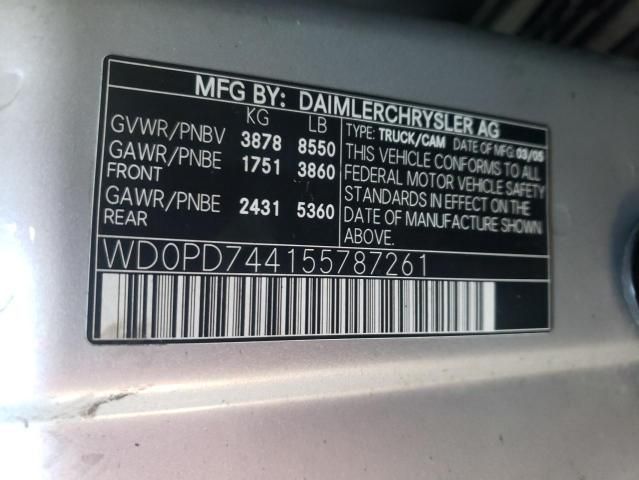 MFG BY: DAIMLERCHRYSLER AG
KG LB
GVWR/PNBV 3878 8550
GAWR/PNBE FRONT 1751 3860
GAWR/PNBE REAR 2431 5360
TYPE: TRUCK/CAM DATE OF MFG: 03/05
THIS VEHICLE CONFORMS TO ALL
FEDERAL MOTOR VEHICLE SAFETY
STANDARDS IN EFFECT ON THE
DATE OF MANUFACTURE SHOWN
ABOVE.
WD0PD744155787261